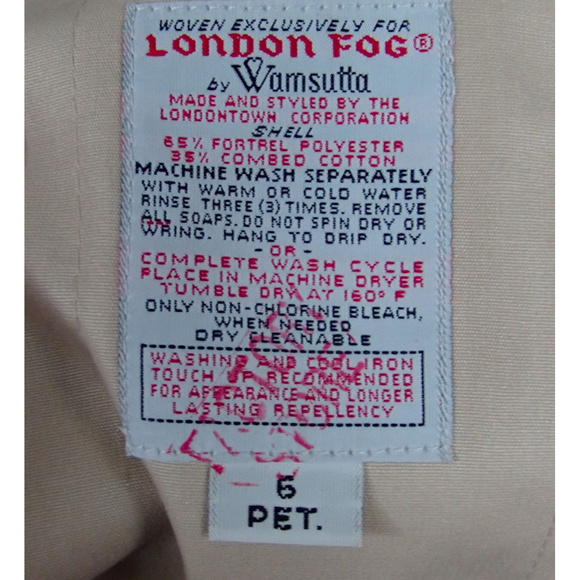 WOVEN EXCLUSIVELY FOR
LONDON FOG®
by Wamsutta
MADE AND STYLED BY THE
LONDONTOWN CORPORATION
SHELL
65% FORTREL POLYESTER
35% COMBED COTTON
MACHINE WASH SEPARATELY
WITH WARM OR COLD WATER
RINSE THREE (3) TIMES. REMOVE
ALL SOAPS. DO NOT SPIN DRY OR
WRING. HANG TO DRIP DRY.
-OR-
COMPLETE WASH CYCLE
PLACE IN MACHINE DRYER
TUMBLE DRY AT 160° F
ONLY NON-CHLORINE BLEACH,
WHEN NEEDED
DRY CLEANABLE
WASHING AND COOL IRON
TOUCH UP RECOMMENDED
FOR APPEARANCE AND LONGER
LASTING REPELLENCY
6
PET.